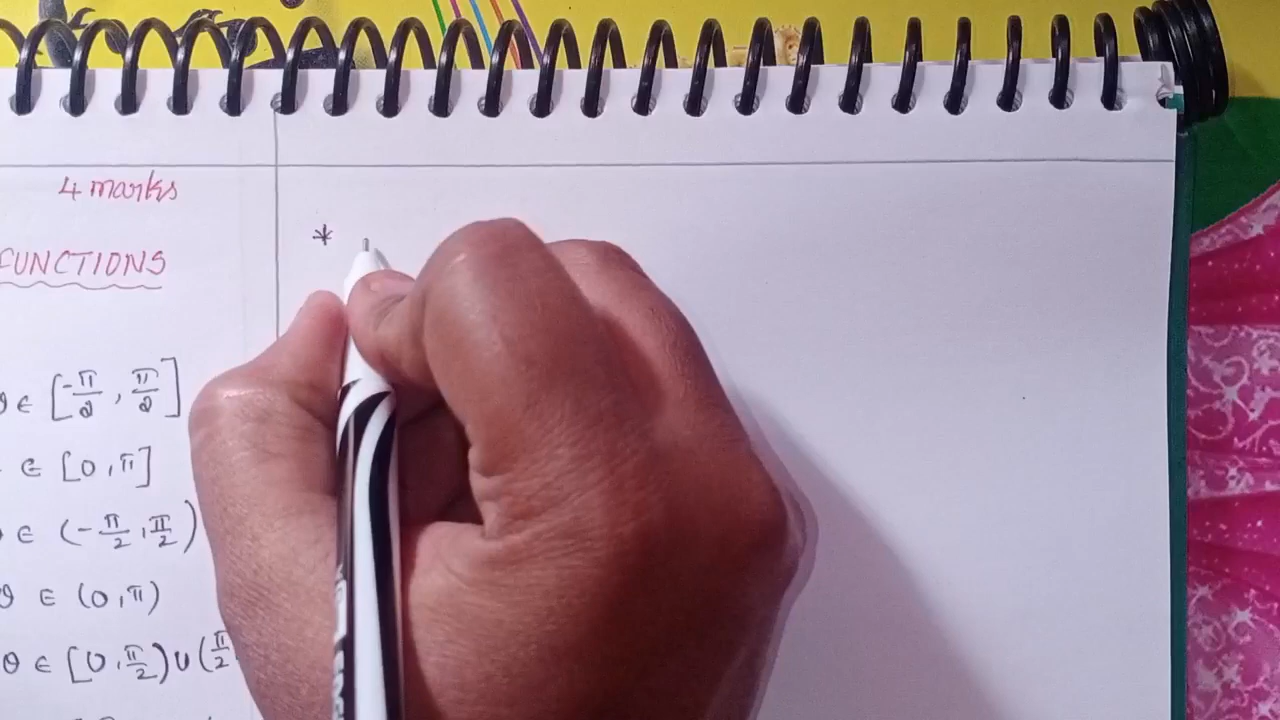 4 marks
FUNCTIONS
*
θ ∈ [-π/2, π/2]
∈ [0, π]
∈ (-π/2, π/2)
θ ∈ (0, π)
θ ∈ [0, π/2) ∪ (π/2